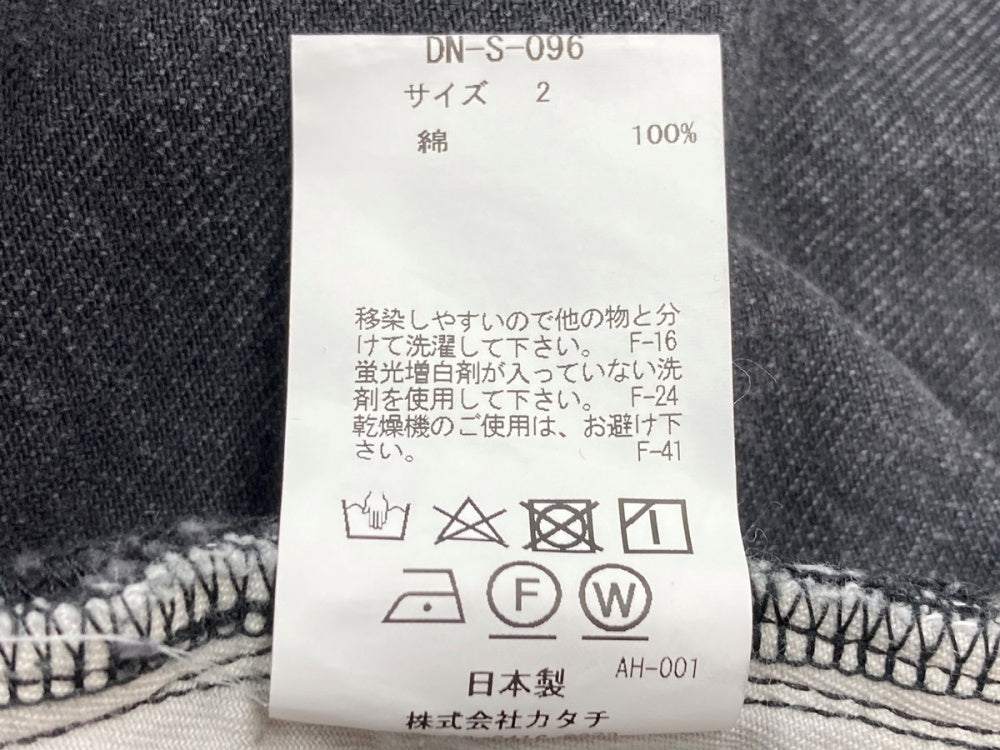 DN-S-096
サイズ 2
綿 100%
移染しやすいので他の物と分
けて洗濯して下さい。 F-16
蛍光増白剤が入っていない洗
剤を使用して下さい。 F-24
乾燥機のご使用は、お避け下
さい。 F-41
F W
AH-001
日本製
株式会社カタチ